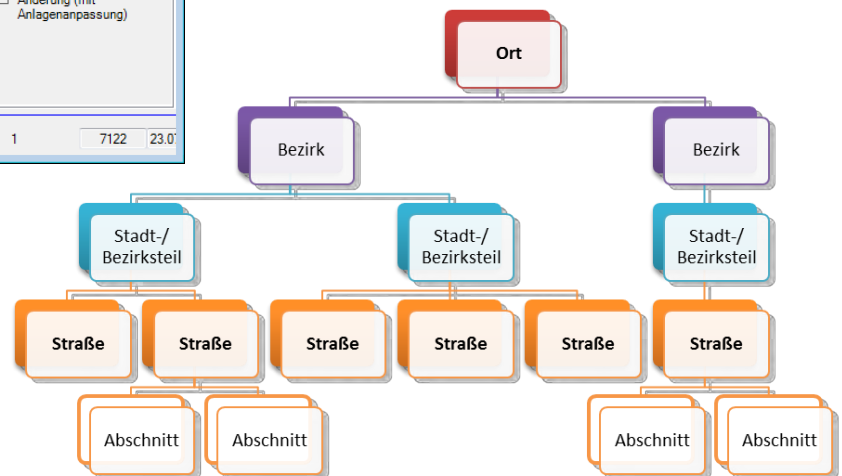 Änderung (mit
Anlagenanpassung)
1 7122
Ort
Bezirk Bezirk
Stadt-/
Bezirksteil
Stadt-/
Bezirksteil
Stadt-/
Bezirksteil
Straße Straße Straße Straße Straße Straße
Abschnitt Abschnitt Abschnitt Abschnitt